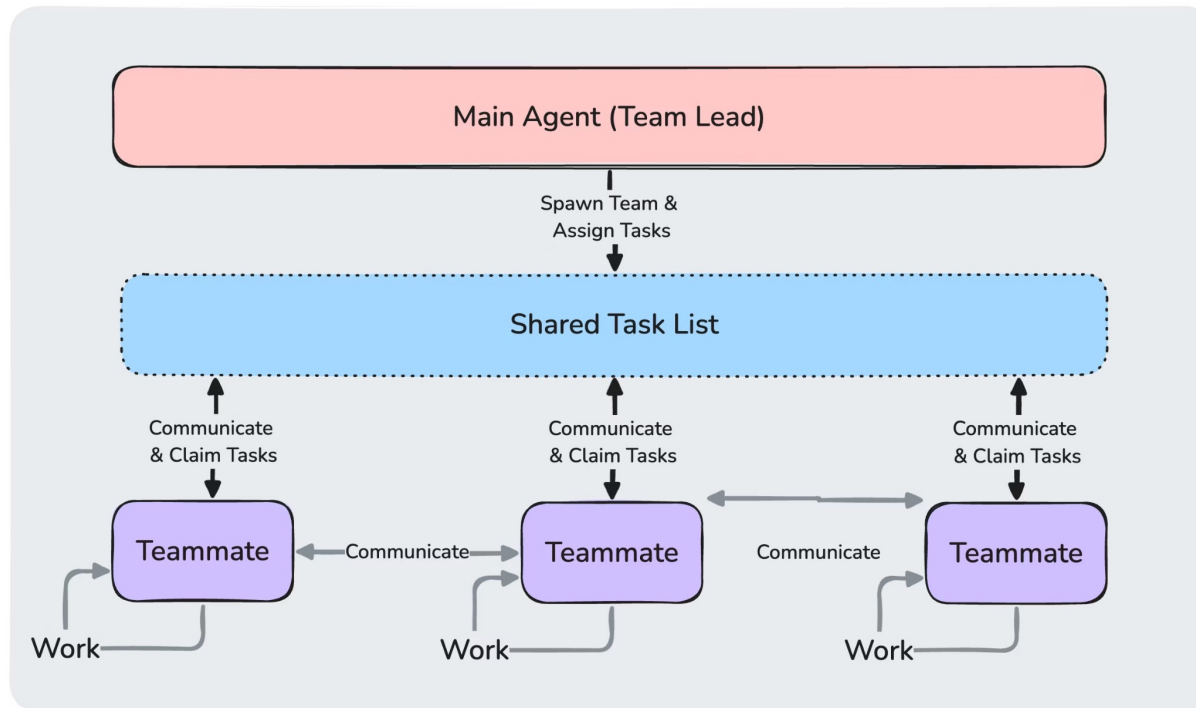 Main Agent (Team Lead)
Spawn Team &
Assign Tasks
Shared Task List
Communicate
& Claim Tasks
Communicate
& Claim Tasks
Communicate
& Claim Tasks
Teammate
Communicate
Teammate
Communicate
Teammate
Work
Work
Work